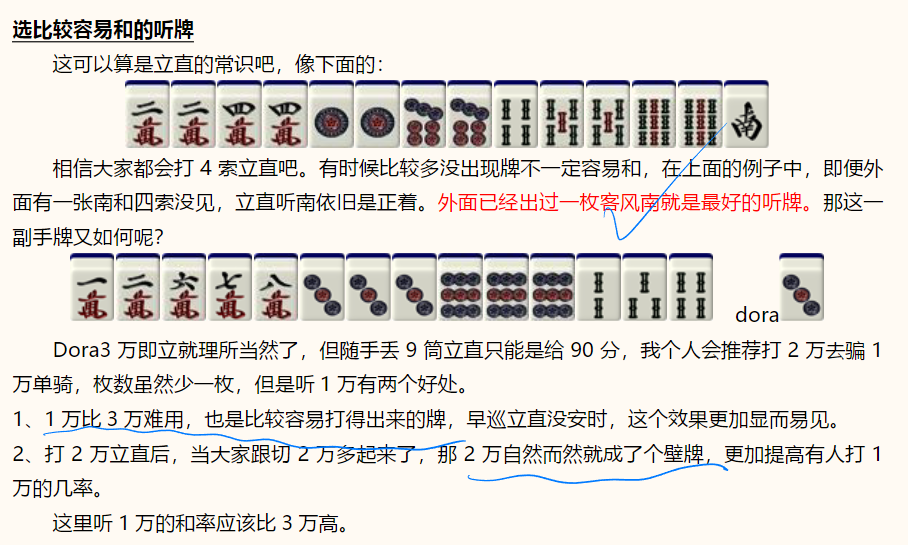 选比较容易和的听牌
这可以算是立直的常识吧，像下面的：
二萬 二萬 四萬 四萬 九萬 南
相信大家都会打 4 索立直吧。有时候比较多没出现牌不一定容易和，在上面的例子中，即便外
面有一张南和四索没见，立直听南依旧是正着。外面已经出过一枚客风南就是最好的听牌。那这一
副手牌又如何呢？
一萬 二萬 六萬 七萬 八萬 dora
Dora3 万即立就理所当然了，但随手丢 9 筒立直只能是给 90 分，我个人会推荐打 2 万去骗 1
万单骑，枚数虽然少一枚，但是听 1 万有两个好处。
1、1 万比 3 万难用，也是比较容易打得出来的牌，早巡立直没安时，这个效果更加显而易见。
2、打 2 万立直后，当大家跟切 2 万多起来了，那 2 万自然而然就成了个壁牌，更加提高有人打 1
万的几率。
这里听 1 万的和率应该比 3 万高。